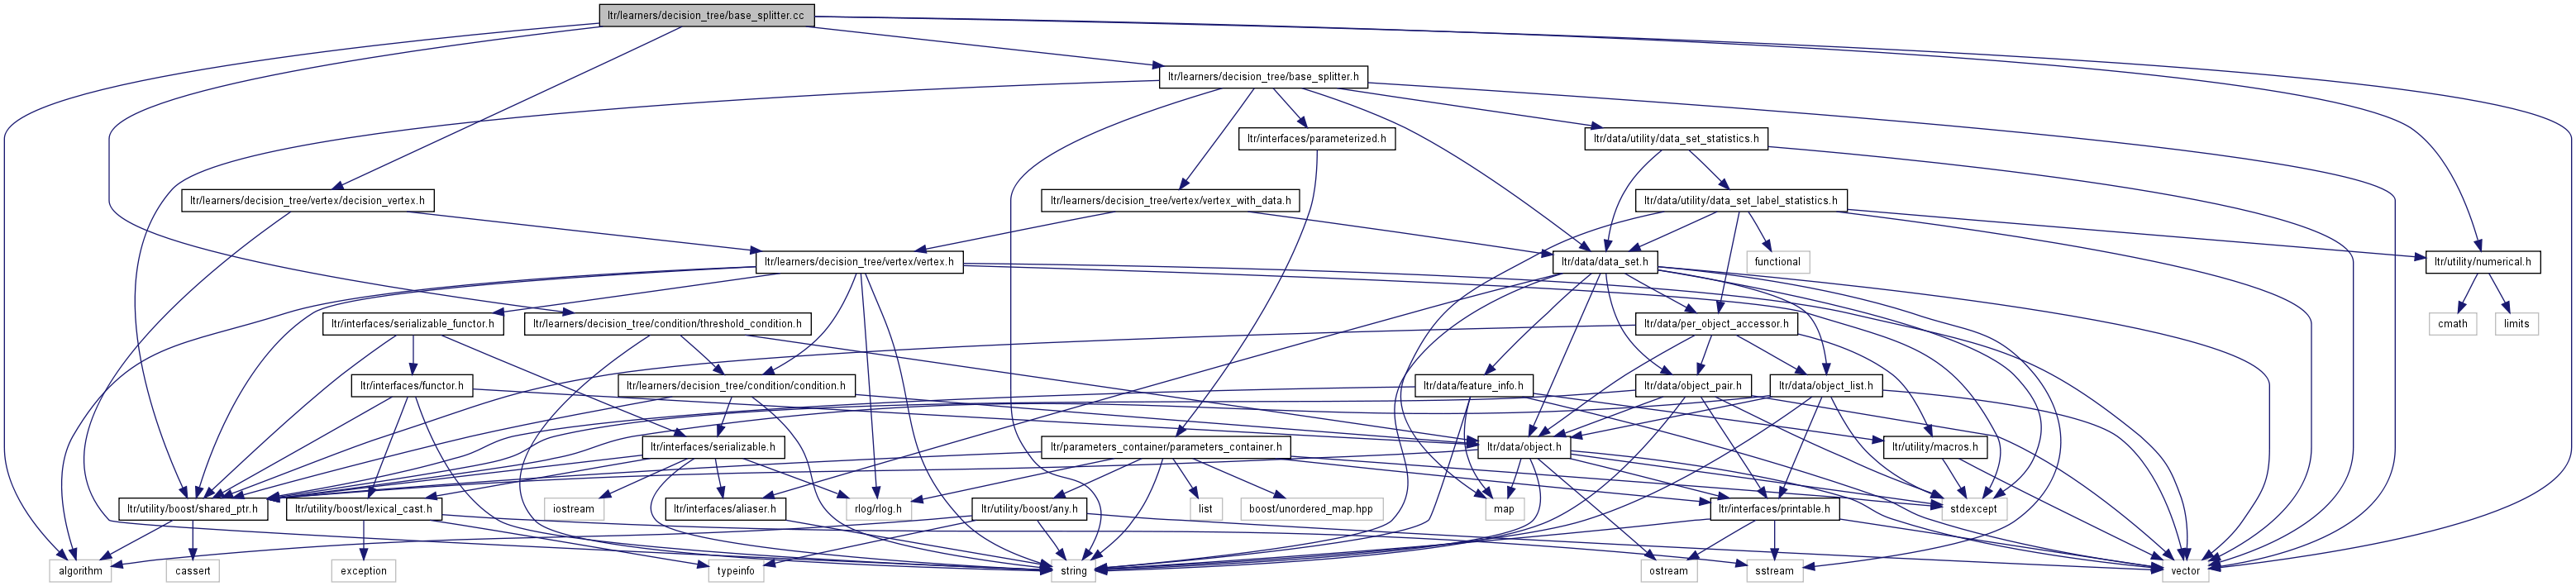 ltr/learners/decision_tree/base_splitter.cc
ltr/learners/decision_tree/base_splitter.h
ltr/interfaces/parameterized.h
ltr/data/utility/data_set_statistics.h
ltr/learners/decision_tree/vertex/decision_vertex.h
ltr/learners/decision_tree/vertex/vertex_with_data.h
ltr/data/utility/data_set_label_statistics.h
ltr/learners/decision_tree/vertex/vertex.h
ltr/data/data_set.h
functional
ltr/utility/numerical.h
ltr/interfaces/serializable_functor.h
ltr/learners/decision_tree/condition/threshold_condition.h
ltr/data/per_object_accessor.h
cmath
limits
ltr/interfaces/functor.h
ltr/learners/decision_tree/condition/condition.h
ltr/data/feature_info.h
ltr/data/object_pair.h
ltr/data/object_list.h
ltr/interfaces/serializable.h
ltr/parameters_container/parameters_container.h
ltr/data/object.h
ltr/utility/macros.h
ltr/utility/boost/shared_ptr.h
ltr/utility/boost/lexical_cast.h
iostream
ltr/interfaces/aliaser.h
rlog/rlog.h
ltr/utility/boost/any.h
list
boost/unordered_map.hpp
map
ltr/interfaces/printable.h
stdexcept
algorithm
cassert
exception
typeinfo
string
ostream
sstream
vector